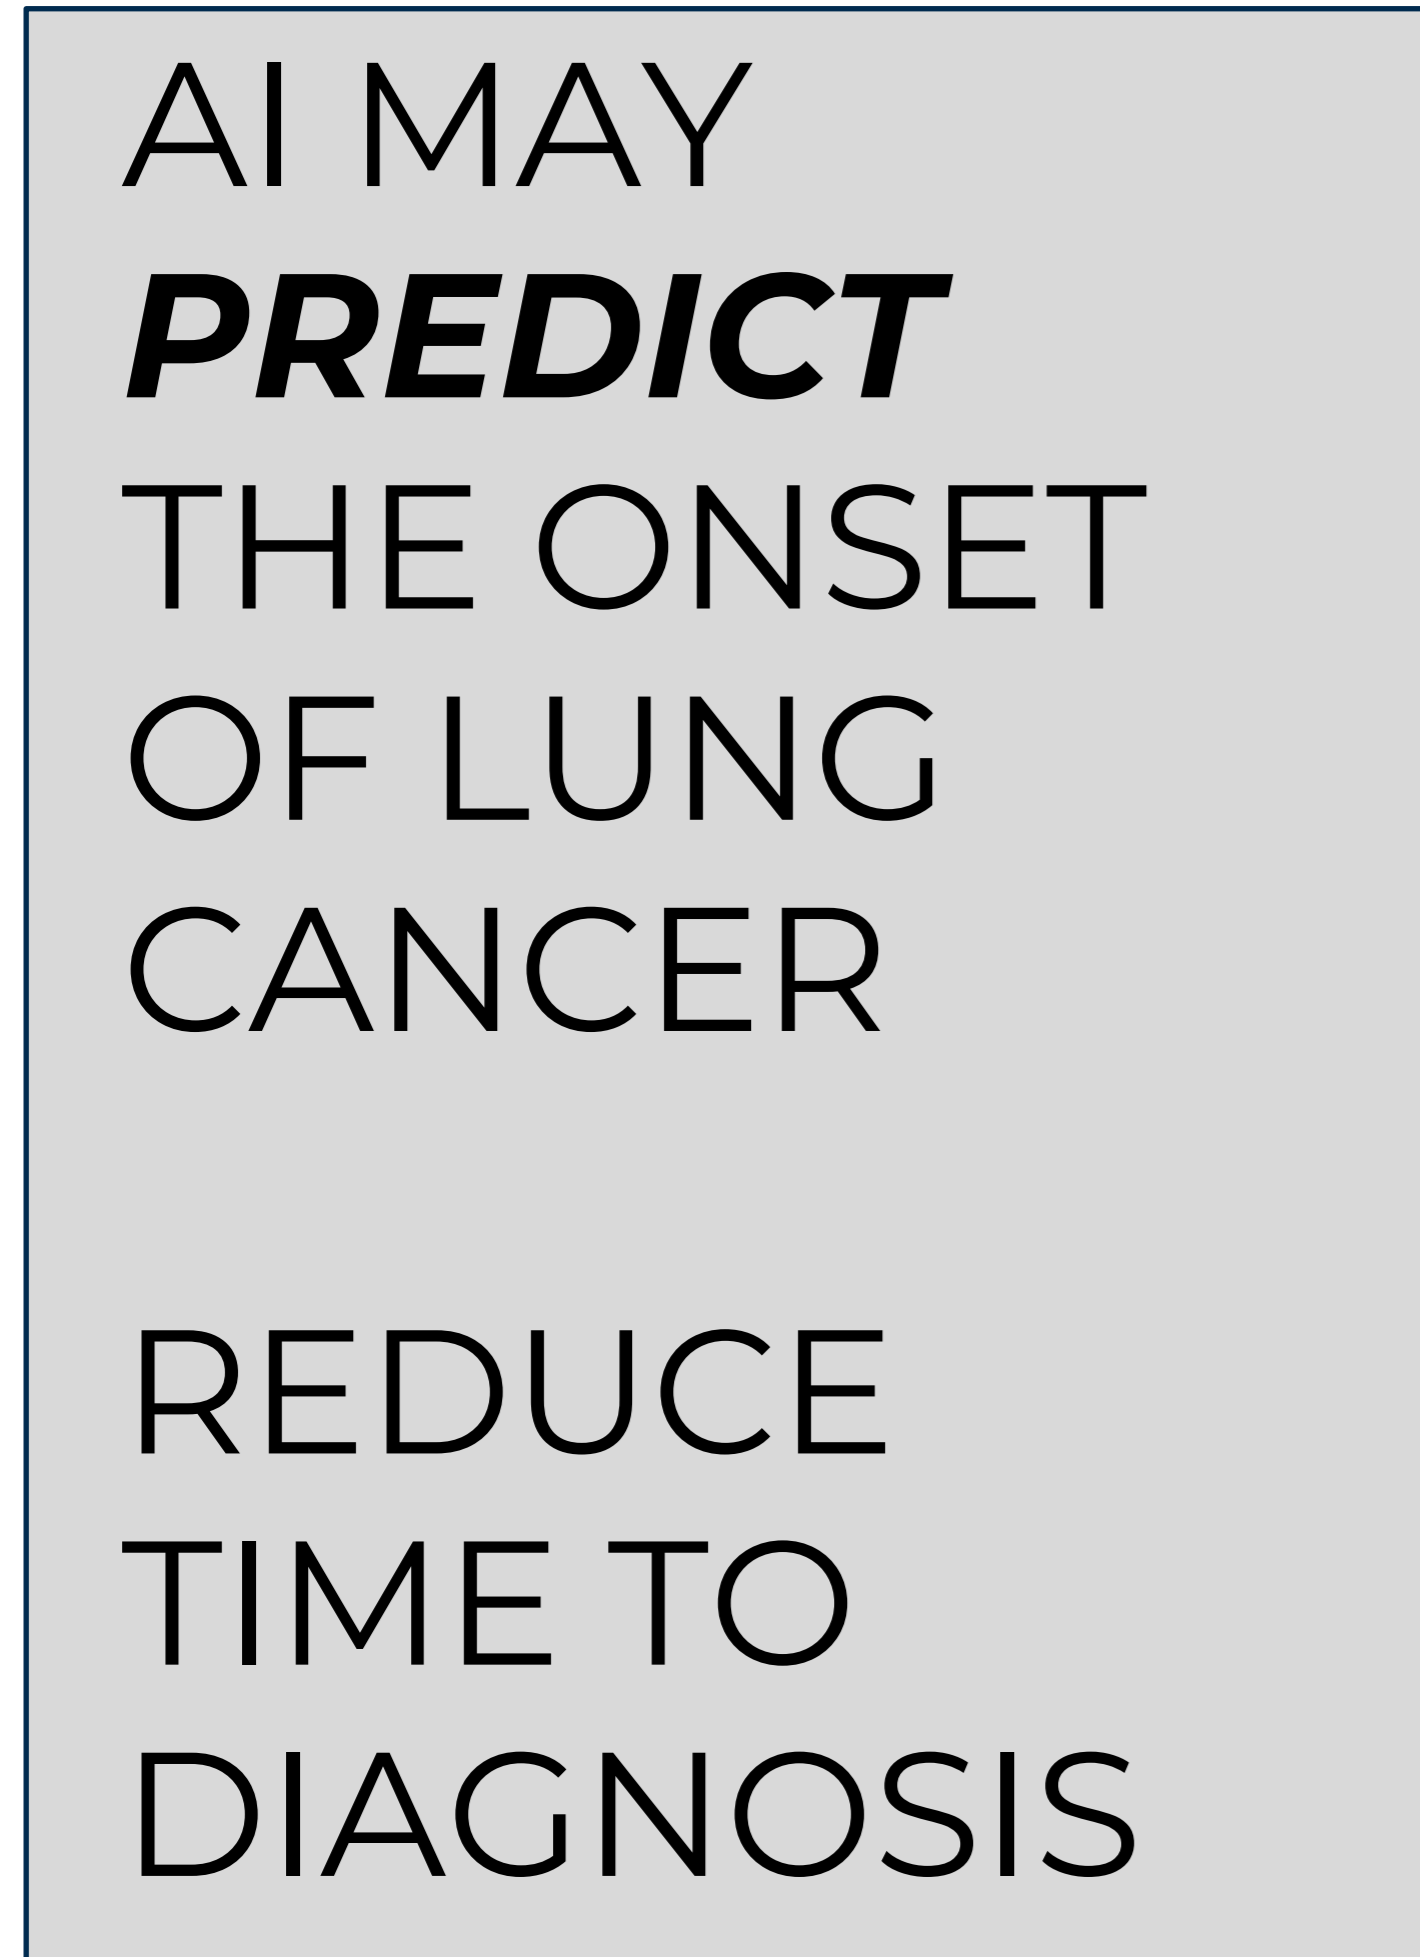 AI MAY
PREDICT
THE ONSET
OF LUNG
CANCER
REDUCE
TIME TO
DIAGNOSIS